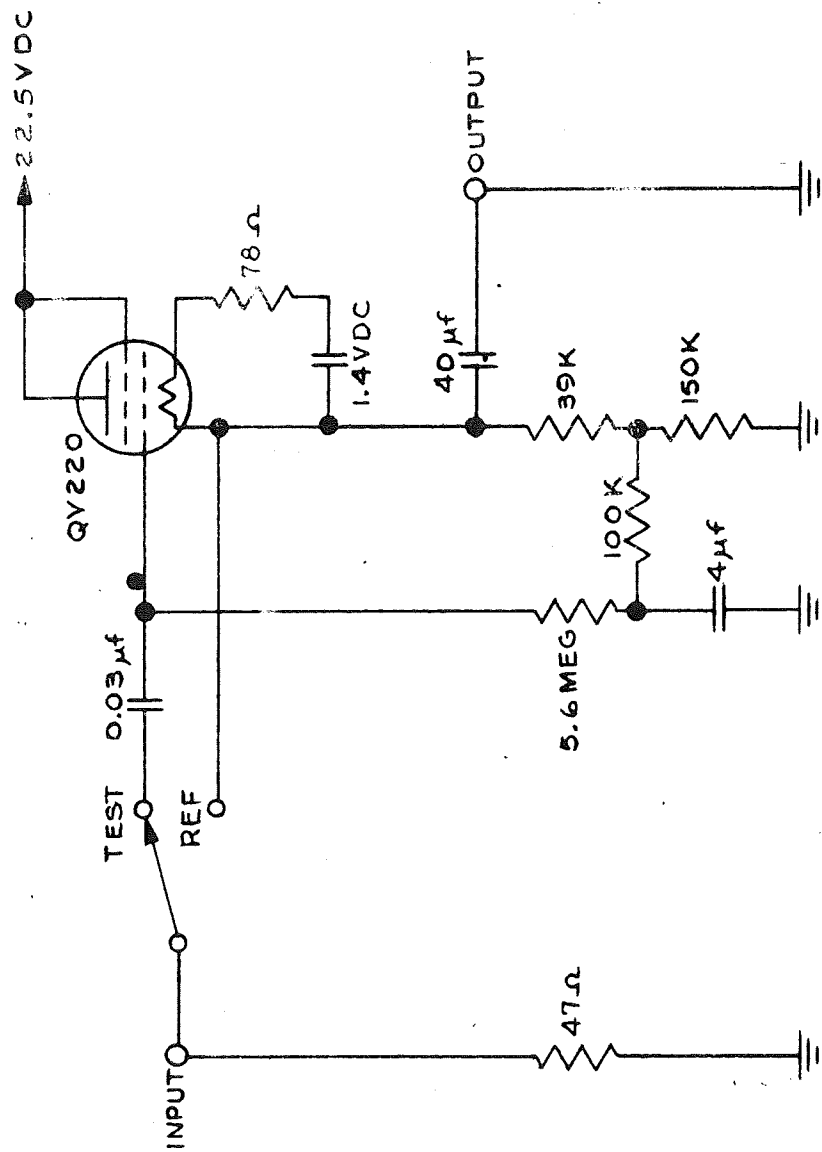 22.5VDC
QV220
78Ω
1.4VDC
TEST
0.03μf
REF
INPUT
40μf
OUTPUT
39K
100K
150K
5.6MEG
4μf
47Ω